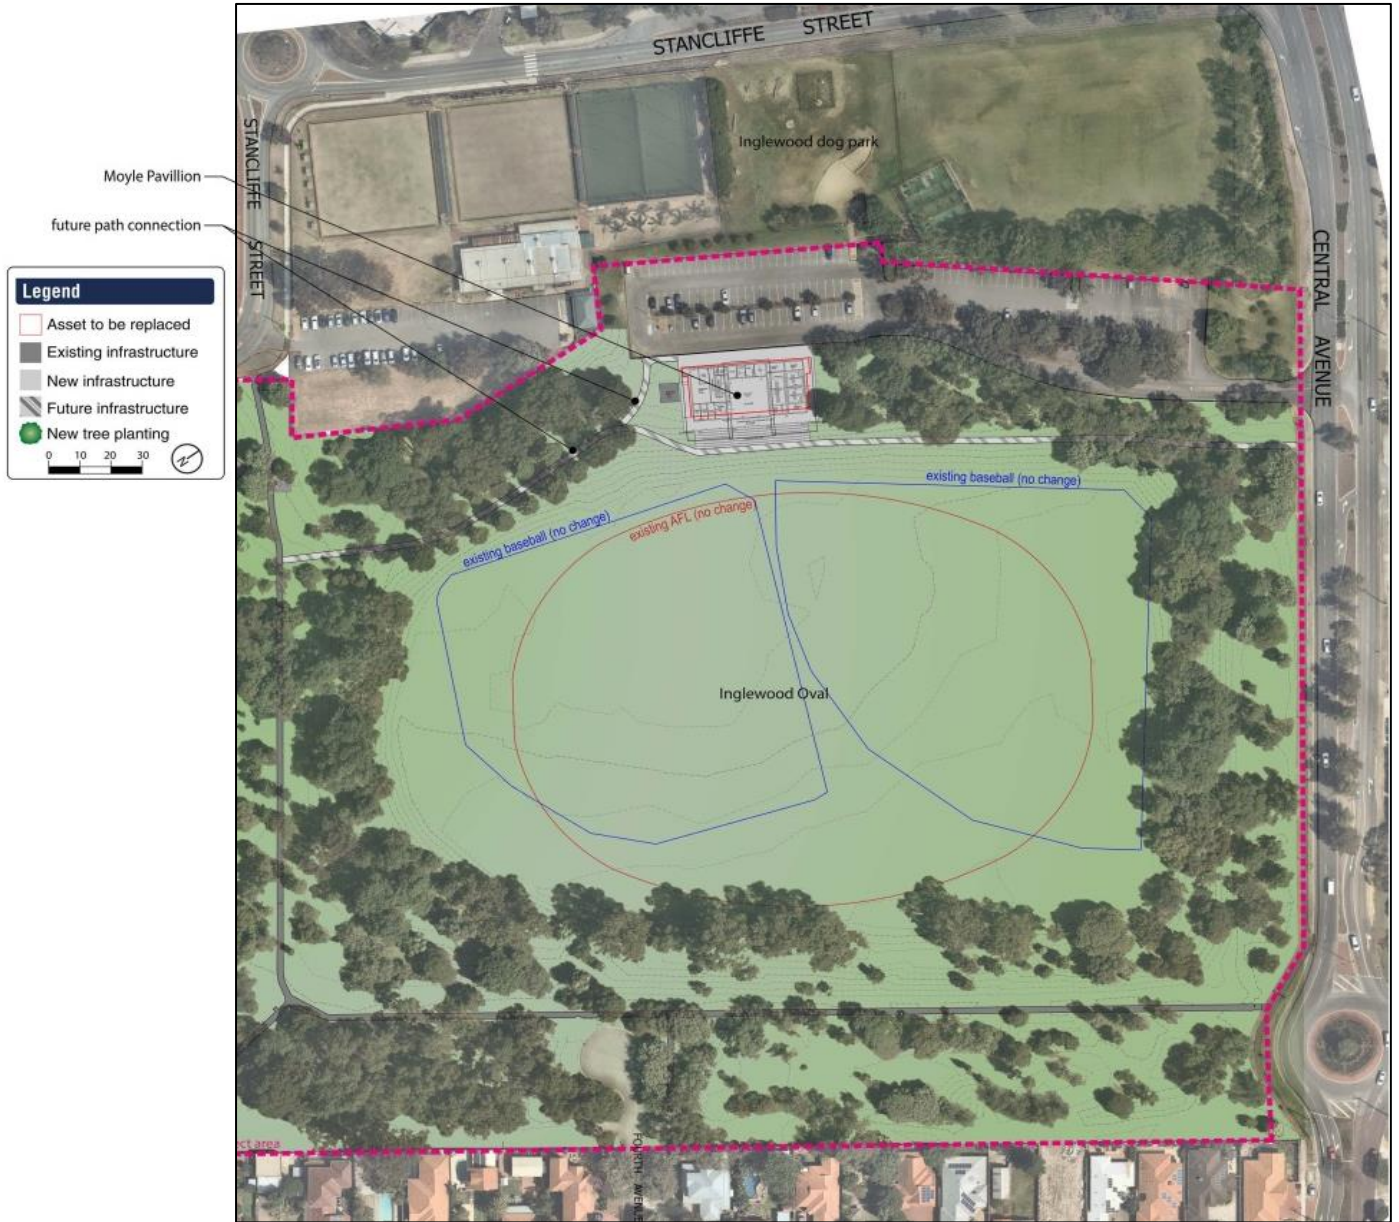 STANCLIFFE STREET
STANCLIFFE STREET
Inglewood dog park
Moyle Pavillion
future path connection
CENTRAL AVENUE
Legend
Asset to be replaced
Existing infrastructure
New infrastructure
Future infrastructure
New tree planting
0 10 20 30
N
existing baseball (no change)
existing baseball (no change)
existing AFL (no change)
Inglewood Oval
ect area
FOURTH AVENUE